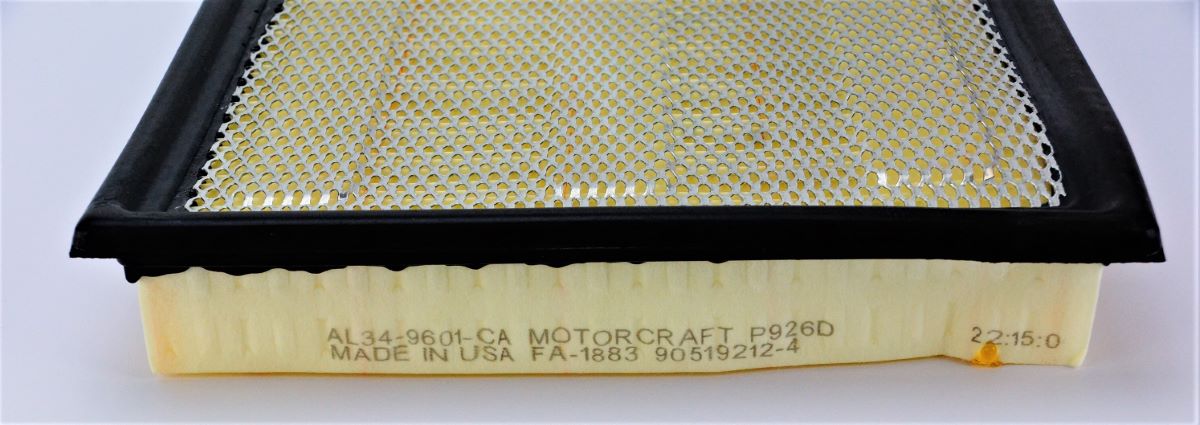 AL34-9601-CA MOTORCRAFT P926D
MADE IN USA FA-1883 90519212-4
22:15:0